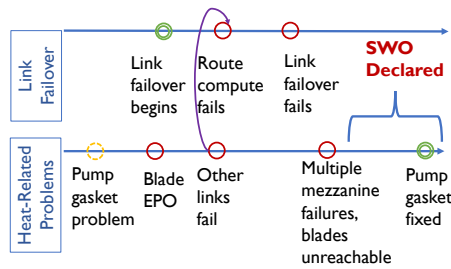 Link
Failover
Link
failover
begins
Route
compute
fails
Link
failover
fails
SWO
Declared
Heat-Related
Problems
Pump
gasket
problem
Blade
EPO
Other
links
fail
Multiple
mezzanine
failures,
blades
unreachable
Pump
gasket
fixed